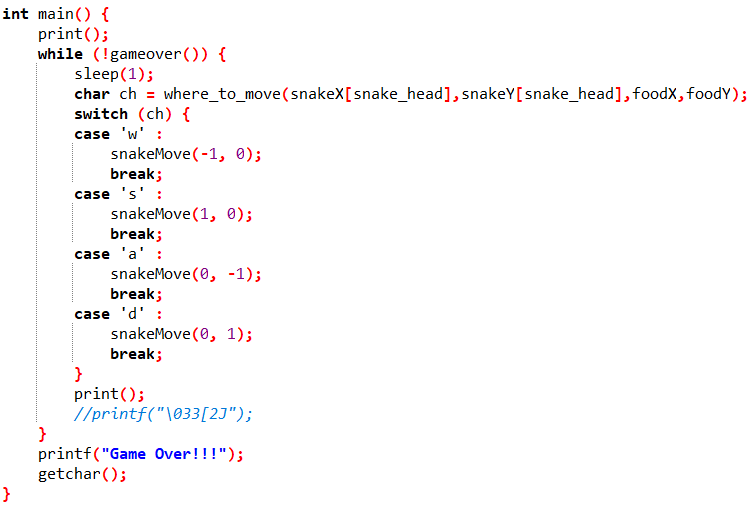 int main() {
    print();
    while (!gameover()) {
        sleep(1);
        char ch = where_to_move(snakeX[snake_head],snakeY[snake_head],foodX,foodY);
        switch (ch) {
        case 'w' :
            snakeMove(-1, 0);
            break;
        case 's' :
            snakeMove(1, 0);
            break;
        case 'a' :
            snakeMove(0, -1);
            break;
        case 'd' :
            snakeMove(0, 1);
            break;
        }
        print();
        //printf("\033[2J");
    }
    printf("Game Over!!!");
    getchar();
}